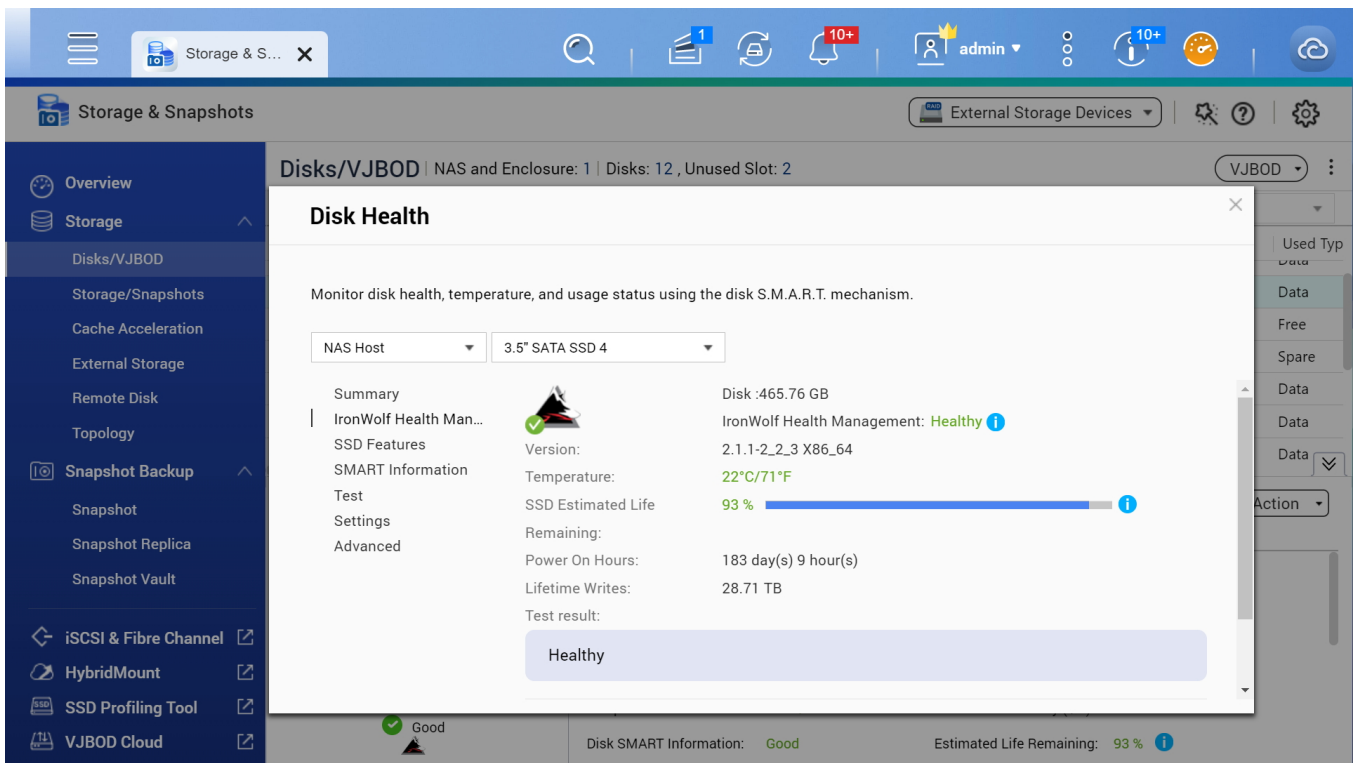 Storage & S...
1
10+
admin
10+
Storage & Snapshots
RAID
External Storage Devices
Disks/VJBOD | NAS and Enclosure: 1 | Disks: 12 , Unused Slot: 2
VJBOD
Overview
Storage
Disks/VJBOD
Storage/Snapshots
Cache Acceleration
External Storage
Remote Disk
Topology
Snapshot Backup
Snapshot
Snapshot Replica
Snapshot Vault
iSCSI & Fibre Channel
HybridMount
SSD
SSD Profiling Tool
VJBOD Cloud
Disk Health
Monitor disk health, temperature, and usage status using the disk S.M.A.R.T. mechanism.
NAS Host
3.5" SATA SSD 4
Summary
IronWolf Health Man...
SSD Features
SMART Information
Test
Settings
Advanced
Disk :465.76 GB
IronWolf Health Management: Healthy
Version: 2.1.1-2_2_3 X86_64
Temperature: 22°C/71°F
SSD Estimated Life 93 %
Remaining:
Power On Hours: 183 day(s) 9 hour(s)
Lifetime Writes: 28.71 TB
Test result:
Healthy
Used Typ
Data
Data
Free
Spare
Data
Data
Data
Action
Good
Disk SMART Information: Good
Estimated Life Remaining: 93 %